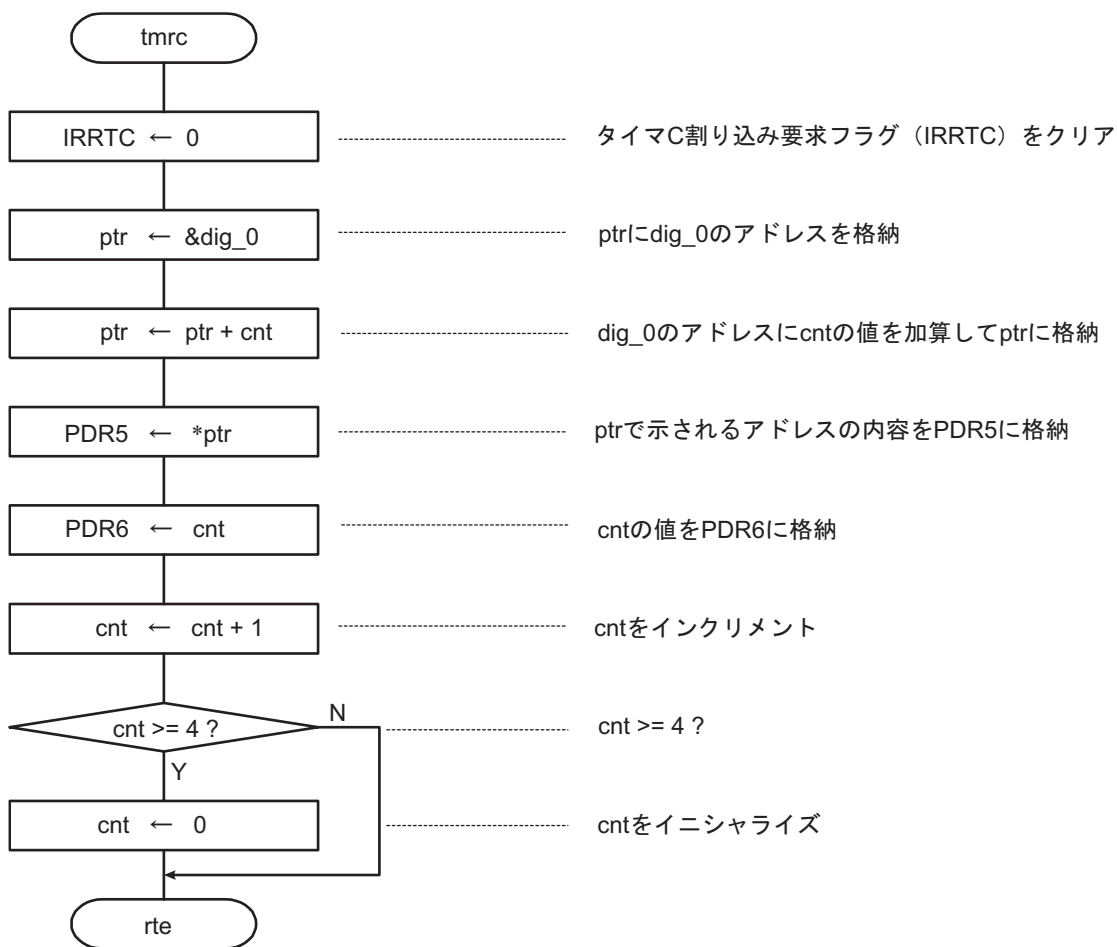 tmrc
IRRTC ← 0 タイマC割り込み要求フラグ（IRRTC）をクリア
ptr ← &dig_0 ptrにdig_0のアドレスを格納
ptr ← ptr + cnt dig_0のアドレスにcntの値を加算してptrに格納
PDR5 ← *ptr ptrで示されるアドレスの内容をPDR5に格納
PDR6 ← cnt cntの値をPDR6に格納
cnt ← cnt + 1 cntをインクリメント
cnt >= 4 ? N cnt >= 4 ?
Y
cnt ← 0 cntをイニシャライズ
rte